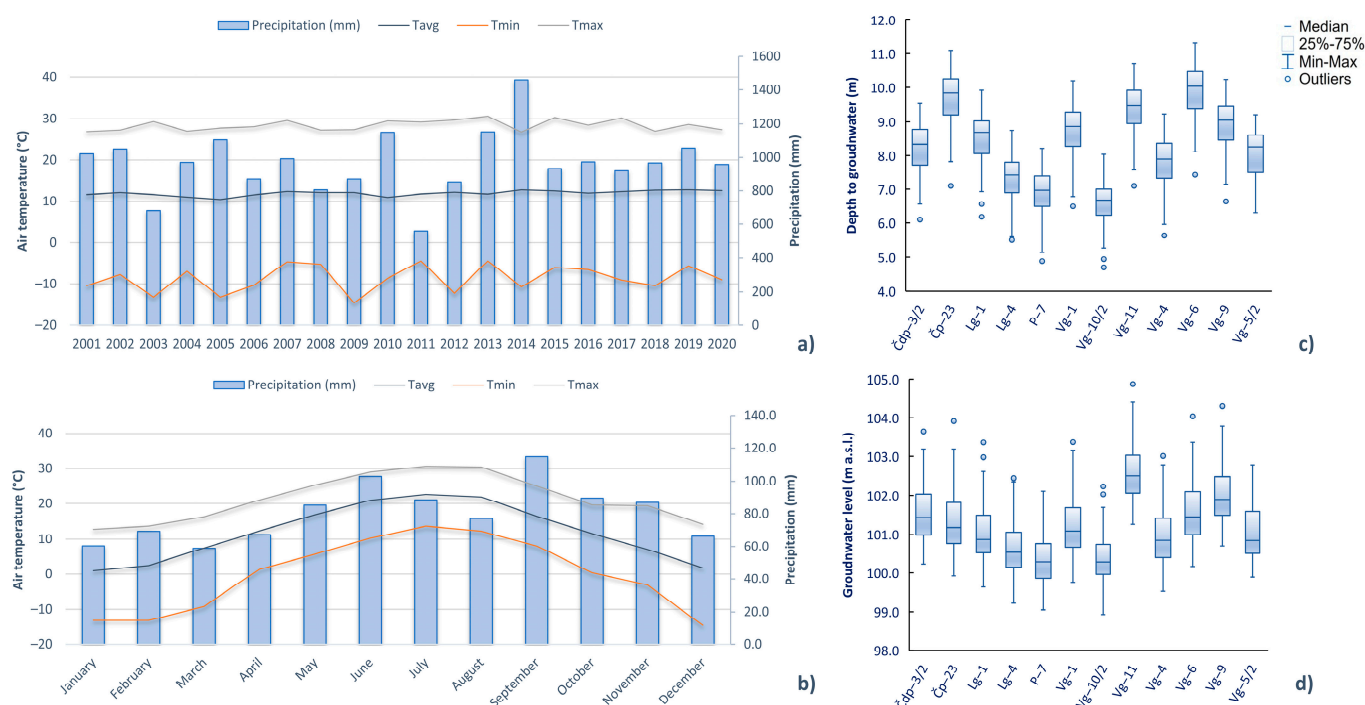 Precipitation (mm) Tavg Tmin Tmax
Air temperature (°C)
40
30
20
10
0
−10
−20
1600
1400
1200
1000
800
600
400
200
0
Precipitation (mm)
2001 2002 2003 2004 2005 2006 2007 2008 2009 2010 2011 2012 2013 2014 2015 2016 2017 2018 2019 2020
a)
Precipitation (mm) Tavg Tmin Tmax
Air temperature (°C)
40
30
20
10
0
−10
−20
140.0
120.0
100.0
80.0
60.0
40.0
20.0
0.0
Precipitation (mm)
January February March April May June July August September October November December
b)
Depth to groudnwater (m)
12.0
11.0
10.0
9.0
8.0
7.0
6.0
5.0
4.0
Median
25%-75%
Min-Max
Outliers
Čdp−3/2 Čp−23 Lg−1 Lg−4 P−7 Vg−1 Vg−10/2 Vg−11 Vg−4 Vg−6 Vg−9 Vg−5/2
c)
Groudnwater level (m a.s.l.)
105.0
104.0
103.0
102.0
101.0
100.0
99.0
98.0
Čdp−3/2 Čp−23 Lg−1 Lg−4 P−7 Vg−1 Vg−10/2 Vg−11 Vg−4 Vg−6 Vg−9 Vg−5/2
d)